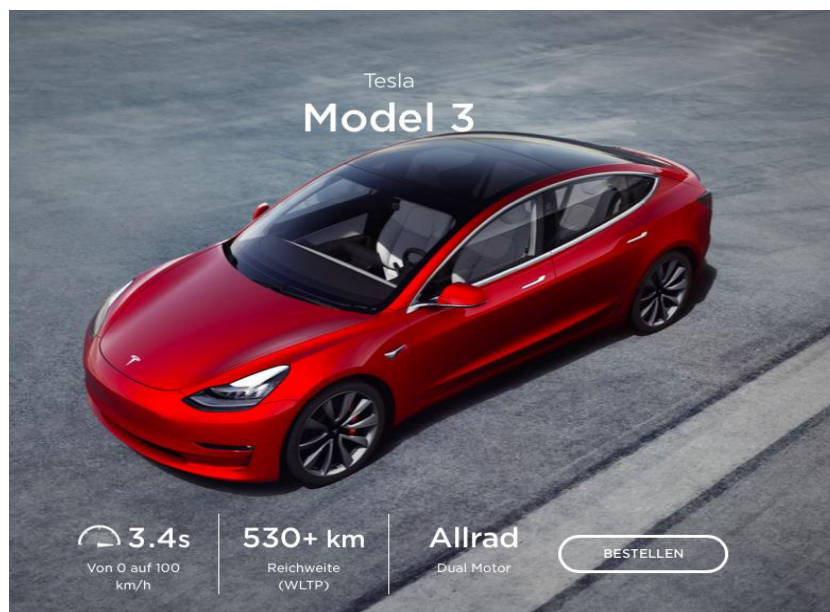 Tesla
Model 3
3.4s
Von 0 auf 100
km/h
530+ km
Reichweite
(WLTP)
Allrad
Dual Motor
BESTELLEN